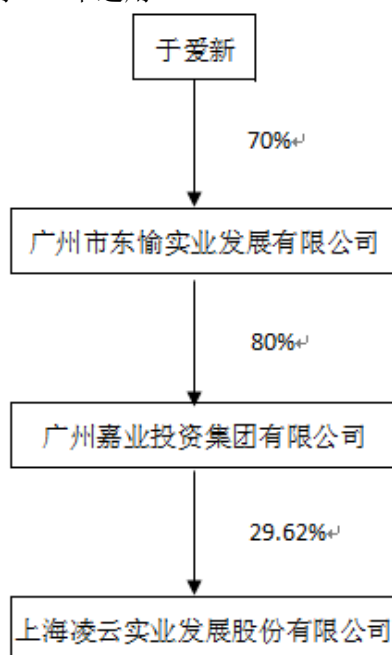 于爱新
70%↵
广州市东愉实业发展有限公司
80%↵
广州嘉业投资集团有限公司
29.62%↵
上海凌云实业发展股份有限公司